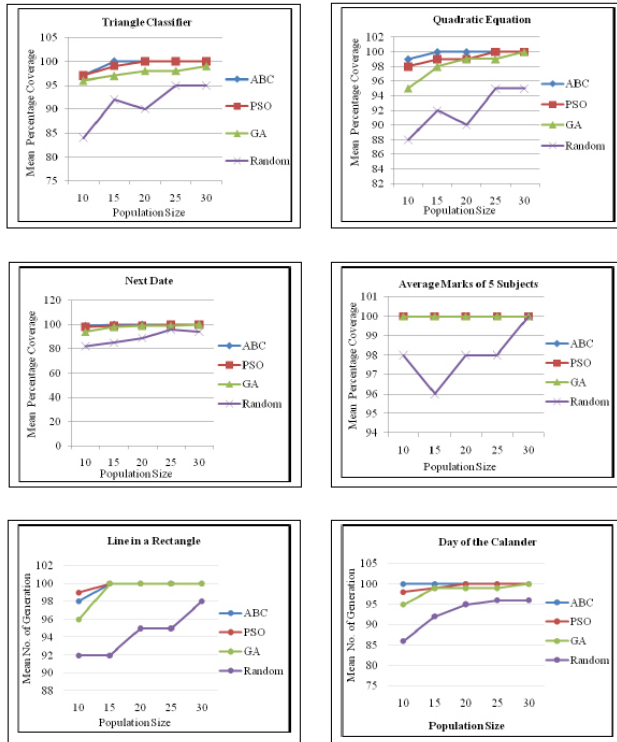 Triangle Classifier
Mean Percentage Coverage
105
100
95
90
85
80
75
10 15 20 25 30
Population Size
ABC
PSO
GA
Random
Quadratic Equation
Mean Percentage Coverage
102
100
98
96
94
92
90
88
86
84
82
10 15 20 25 30
Population Size
ABC
PSO
GA
Random
Next Date
Mean Percentage Coverage
120
100
80
60
40
20
0
10 15 20 25 30
Population Size
ABC
PSO
GA
Random
Average Marks of 5 Subjects
Mean Percentage Coverage
101
100
99
98
97
96
95
94
10 15 20 25 30
Population Size
ABC
PSO
GA
Random
Line in a Rectangle
Mean No. of Generation
102
100
98
96
94
92
90
88
10 15 20 25 30
Population Size
ABC
PSO
GA
Random
Day of the Calander
Mean No. of Generation
105
100
95
90
85
80
75
10 15 20 25 30
Population Size
ABC
PSO
GA
Random